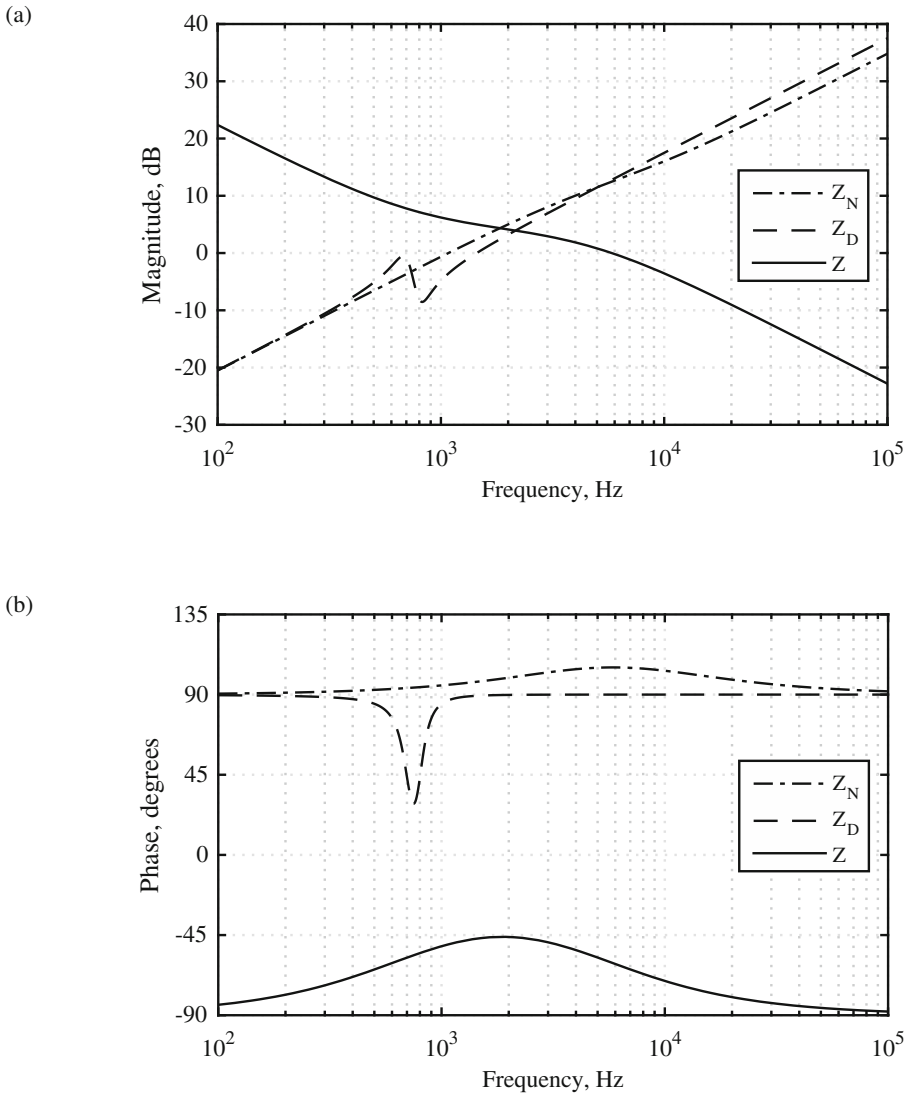 (a)
40
30
20
10
0
-10
-20
-30
Magnitude, dB
10^2
10^3
10^4
10^5
Frequency, Hz
Z_N
Z_D
Z
(b)
135
90
45
0
-45
-90
Phase, degrees
10^2
10^3
10^4
10^5
Frequency, Hz
Z_N
Z_D
Z